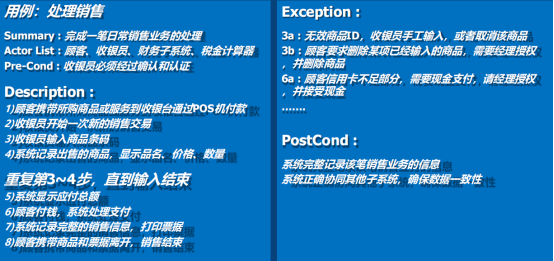 用例：处理销售
Summary：完成一笔日常销售业务的处理
Actor List：顾客、收银员、财务子系统、税金计算器
Pre-Cond：收银员必须经过确认和认证
Description：
1)顾客携带所购商品或服务到收银台通过POS机付款
2)收银员开始一次新的销售交易
3)收银员输入商品条码
4)系统记录出售的商品，显示品名、价格、数量
重复第3~4步，直到输入结束
5)系统显示应付总额
6)顾客付钱，系统处理支付
7)系统记录完整的销售信息，打印票据
8)顾客携带商品和票据离开，销售结束
Exception：
3a：无效商品ID，收银员手工输入，或者取消该商品
3b：顾客要求删除某项已经输入的商品，需要经理授权
，并删除商品
6a：顾客信用卡不足部分，需要现金支付，请经理授权
，并接受现金
.......
PostCond：
系统完整记录该笔销售业务的信息
系统正确协同其他子系统，确保数据一致性